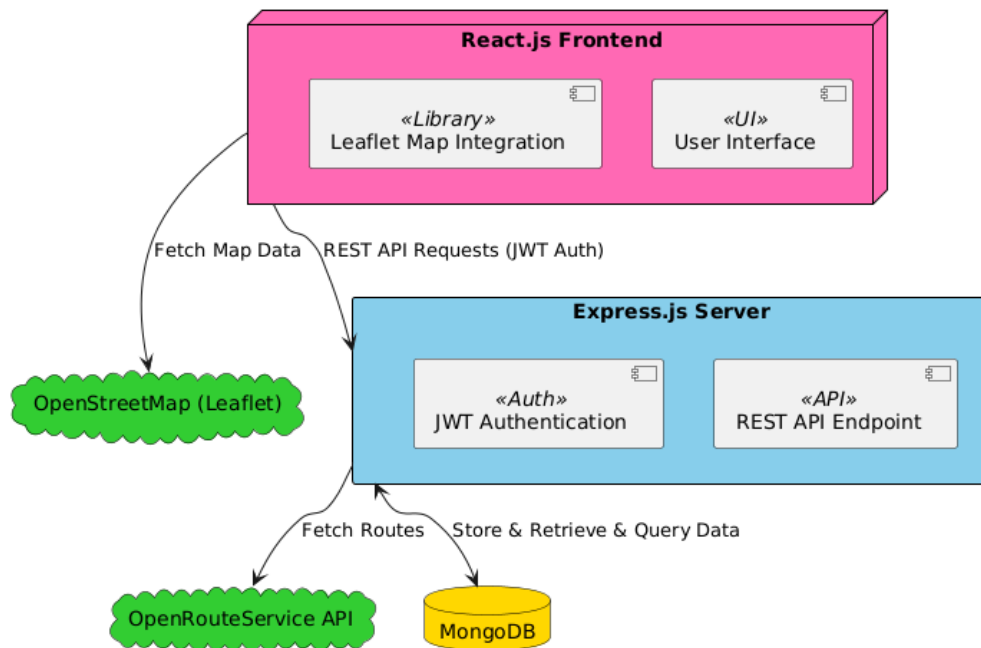 React.js Frontend
«Library»
Leaflet Map Integration
«UI»
User Interface
Fetch Map Data
REST API Requests (JWT Auth)
Express.js Server
«Auth»
JWT Authentication
«API»
REST API Endpoint
OpenStreetMap (Leaflet)
Fetch Routes
Store & Retrieve & Query Data
OpenRouteService API
MongoDB